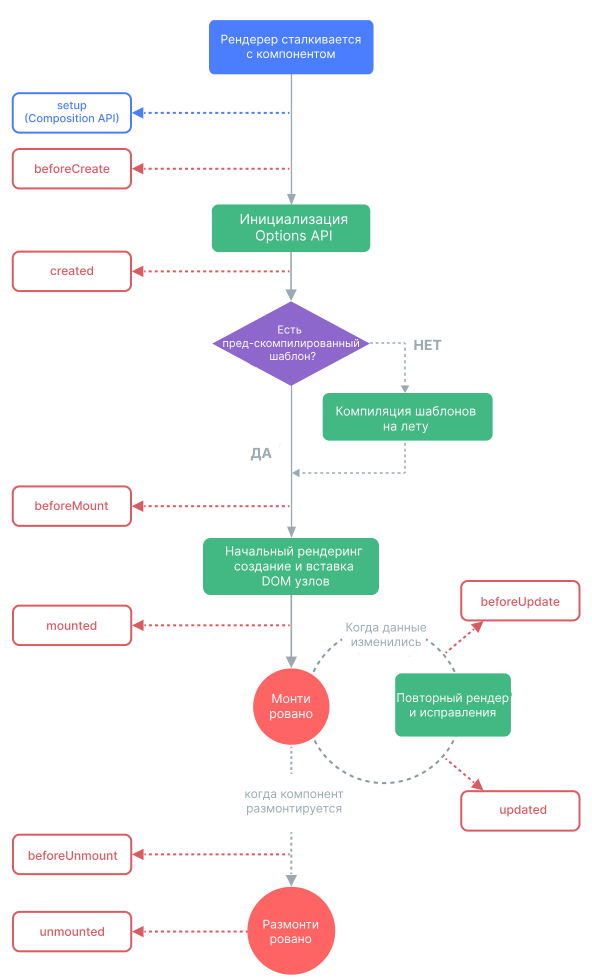 Рендерер сталкивается
с компонентом
setup
(Composition API)
beforeCreate
Инициализация
Options API
created
Есть
пред-скомпилированный
шаблон?
НЕТ
Компиляция шаблонов
на лету
ДА
beforeMount
Начальный рендеринг
создание и вставка
DOM узлов
beforeUpdate
mounted
Когда данные
изменились
Монти
ровано
Повторный рендер
и исправления
когда компонент
размонтируется
updated
beforeUnmount
Размонти
ровано
unmounted